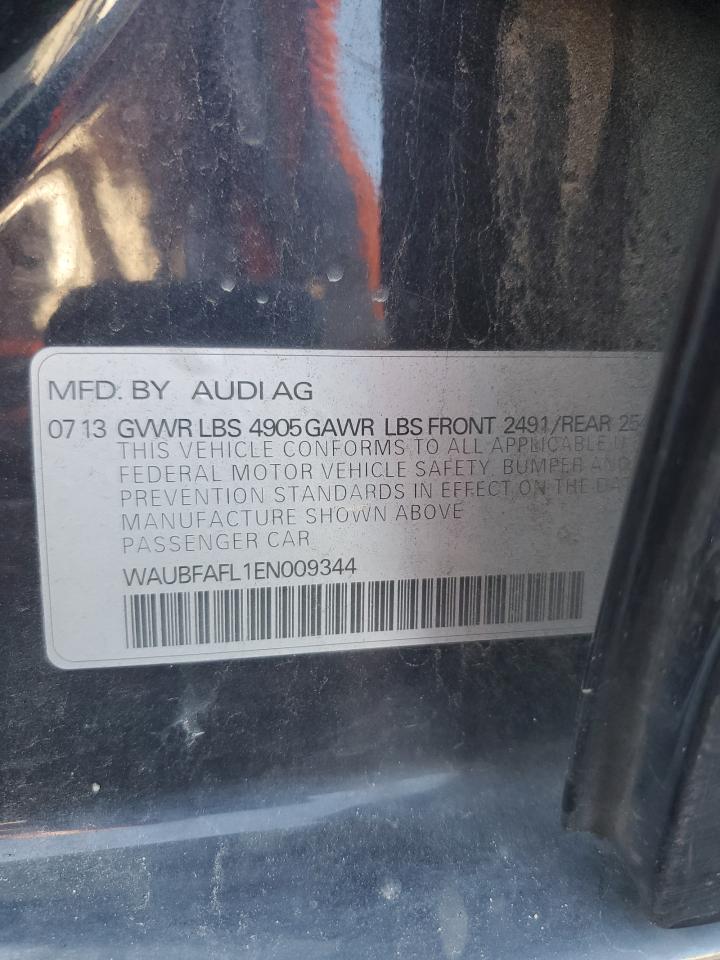 MFD. BY AUDI AG
07 13 GVWR LBS 4905 GAWR LBS FRONT 2491/REAR 25
THIS VEHICLE CONFORMS TO ALL APPLICABLE
FEDERAL MOTOR VEHICLE SAFETY, BUMPER AND
PREVENTION STANDARDS IN EFFECT ON THE
MANUFACTURE SHOWN ABOVE
PASSENGER CAR
WAUBFAFL1EN009344